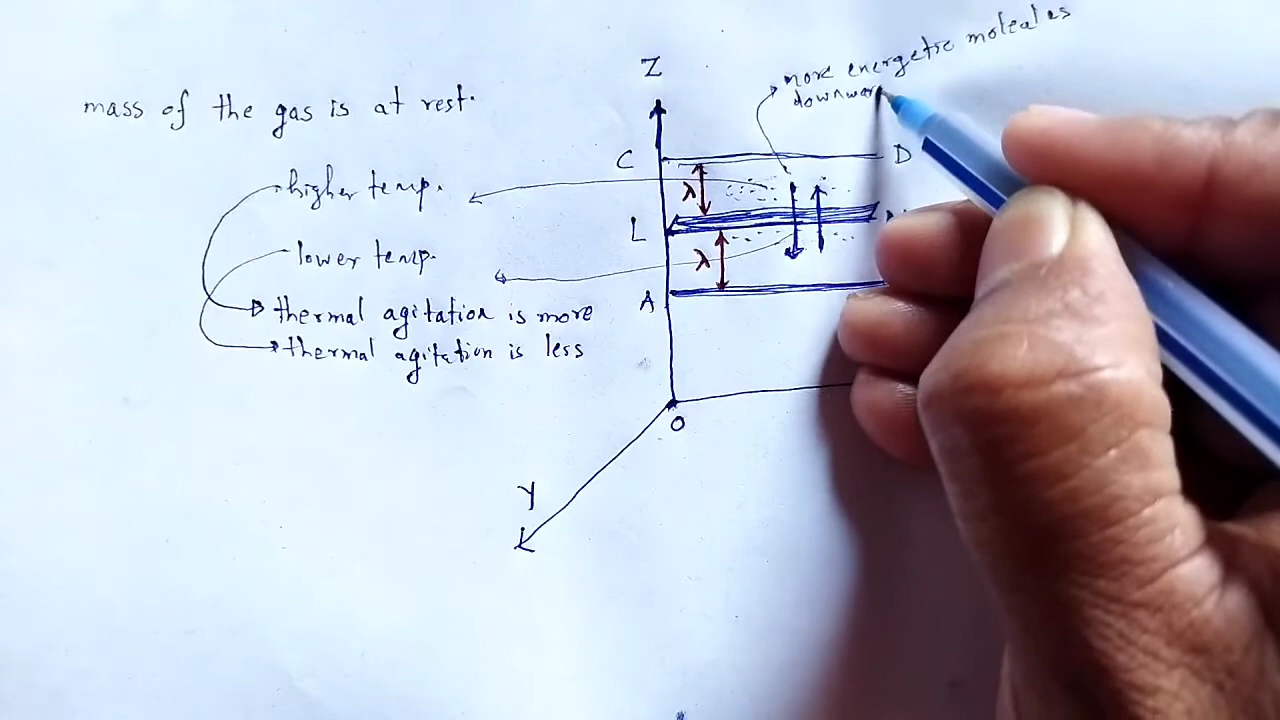 more energetic molecules
downwar
Z
mass of the gas is at rest.
C
D
higher temp.
λ
L
lower temp.
λ
A
thermal agitation is more
thermal agitation is less
O
Y